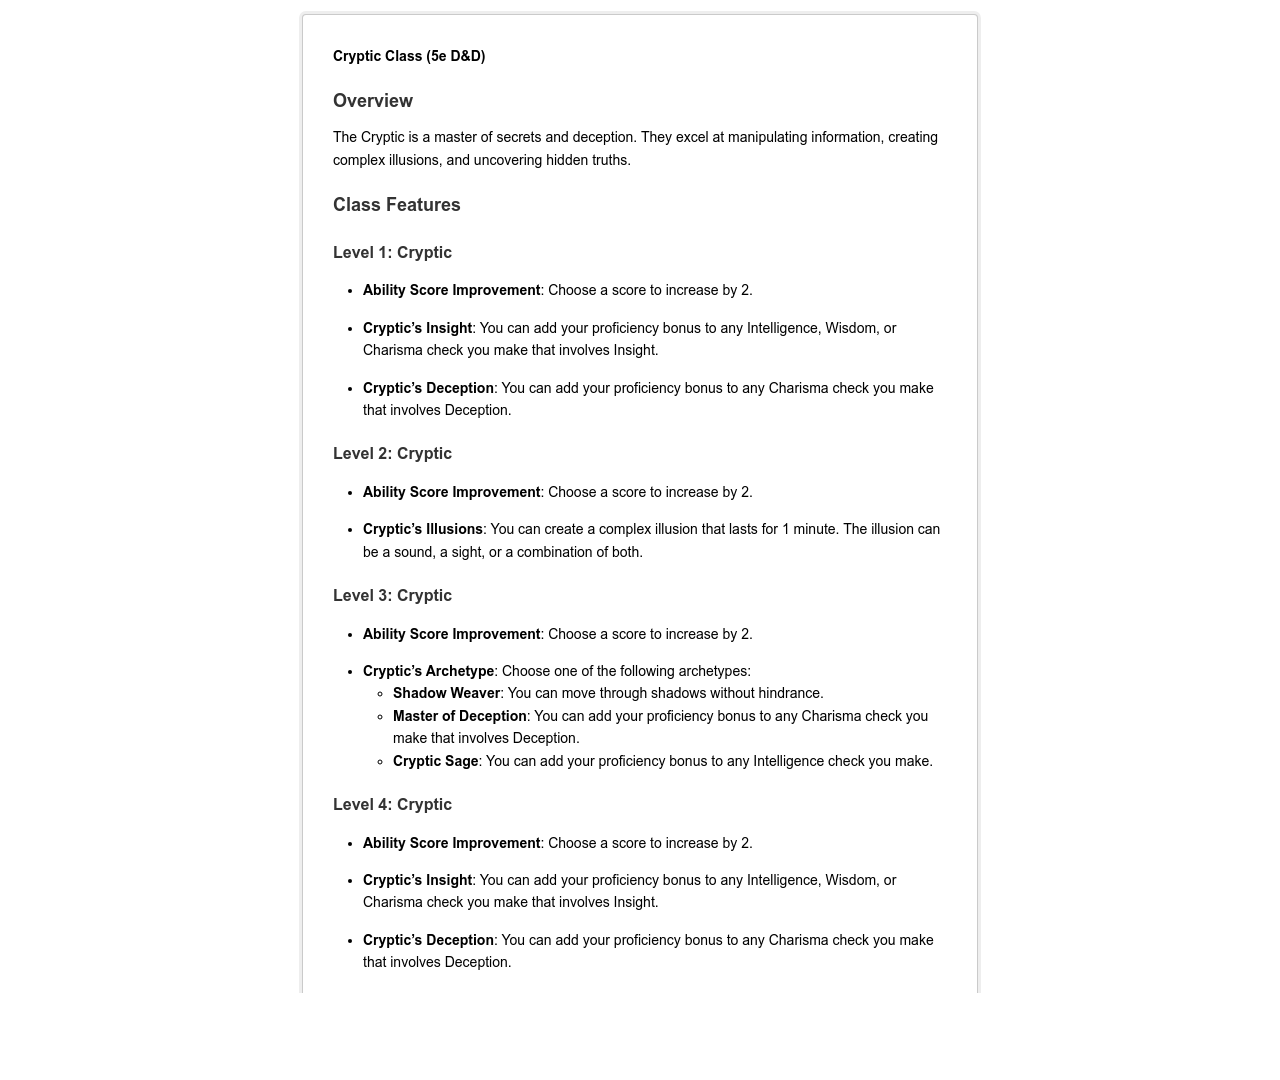 Cryptic Class (5e D&D)
Overview
The Cryptic is a master of secrets and deception. They excel at manipulating information, creating
complex illusions, and uncovering hidden truths.
Class Features
Level 1: Cryptic
• Ability Score Improvement: Choose a score to increase by 2.
• Cryptic’s Insight: You can add your proficiency bonus to any Intelligence, Wisdom, or
Charisma check you make that involves Insight.
• Cryptic’s Deception: You can add your proficiency bonus to any Charisma check you make
that involves Deception.
Level 2: Cryptic
• Ability Score Improvement: Choose a score to increase by 2.
• Cryptic’s Illusions: You can create a complex illusion that lasts for 1 minute. The illusion can
be a sound, a sight, or a combination of both.
Level 3: Cryptic
• Ability Score Improvement: Choose a score to increase by 2.
• Cryptic’s Archetype: Choose one of the following archetypes:
◦ Shadow Weaver: You can move through shadows without hindrance.
◦ Master of Deception: You can add your proficiency bonus to any Charisma check you
make that involves Deception.
◦ Cryptic Sage: You can add your proficiency bonus to any Intelligence check you make.
Level 4: Cryptic
• Ability Score Improvement: Choose a score to increase by 2.
• Cryptic’s Insight: You can add your proficiency bonus to any Intelligence, Wisdom, or
Charisma check you make that involves Insight.
• Cryptic’s Deception: You can add your proficiency bonus to any Charisma check you make
that involves Deception.